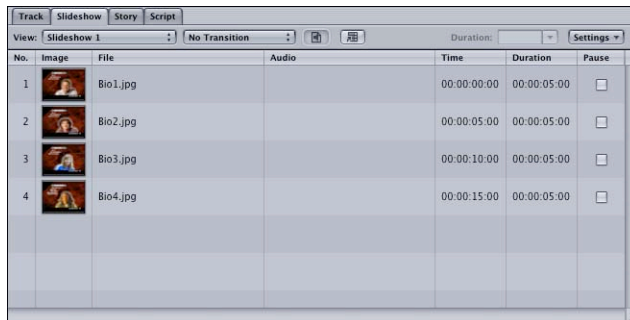 Track Slideshow Story Script
View: Slideshow 1 No Transition Duration: Settings
No. Image File Audio Time Duration Pause
1 Bio1.jpg 00:00:00:00 00:00:05:00
2 Bio2.jpg 00:00:05:00 00:00:05:00
3 Bio3.jpg 00:00:10:00 00:00:05:00
4 Bio4.jpg 00:00:15:00 00:00:05:00